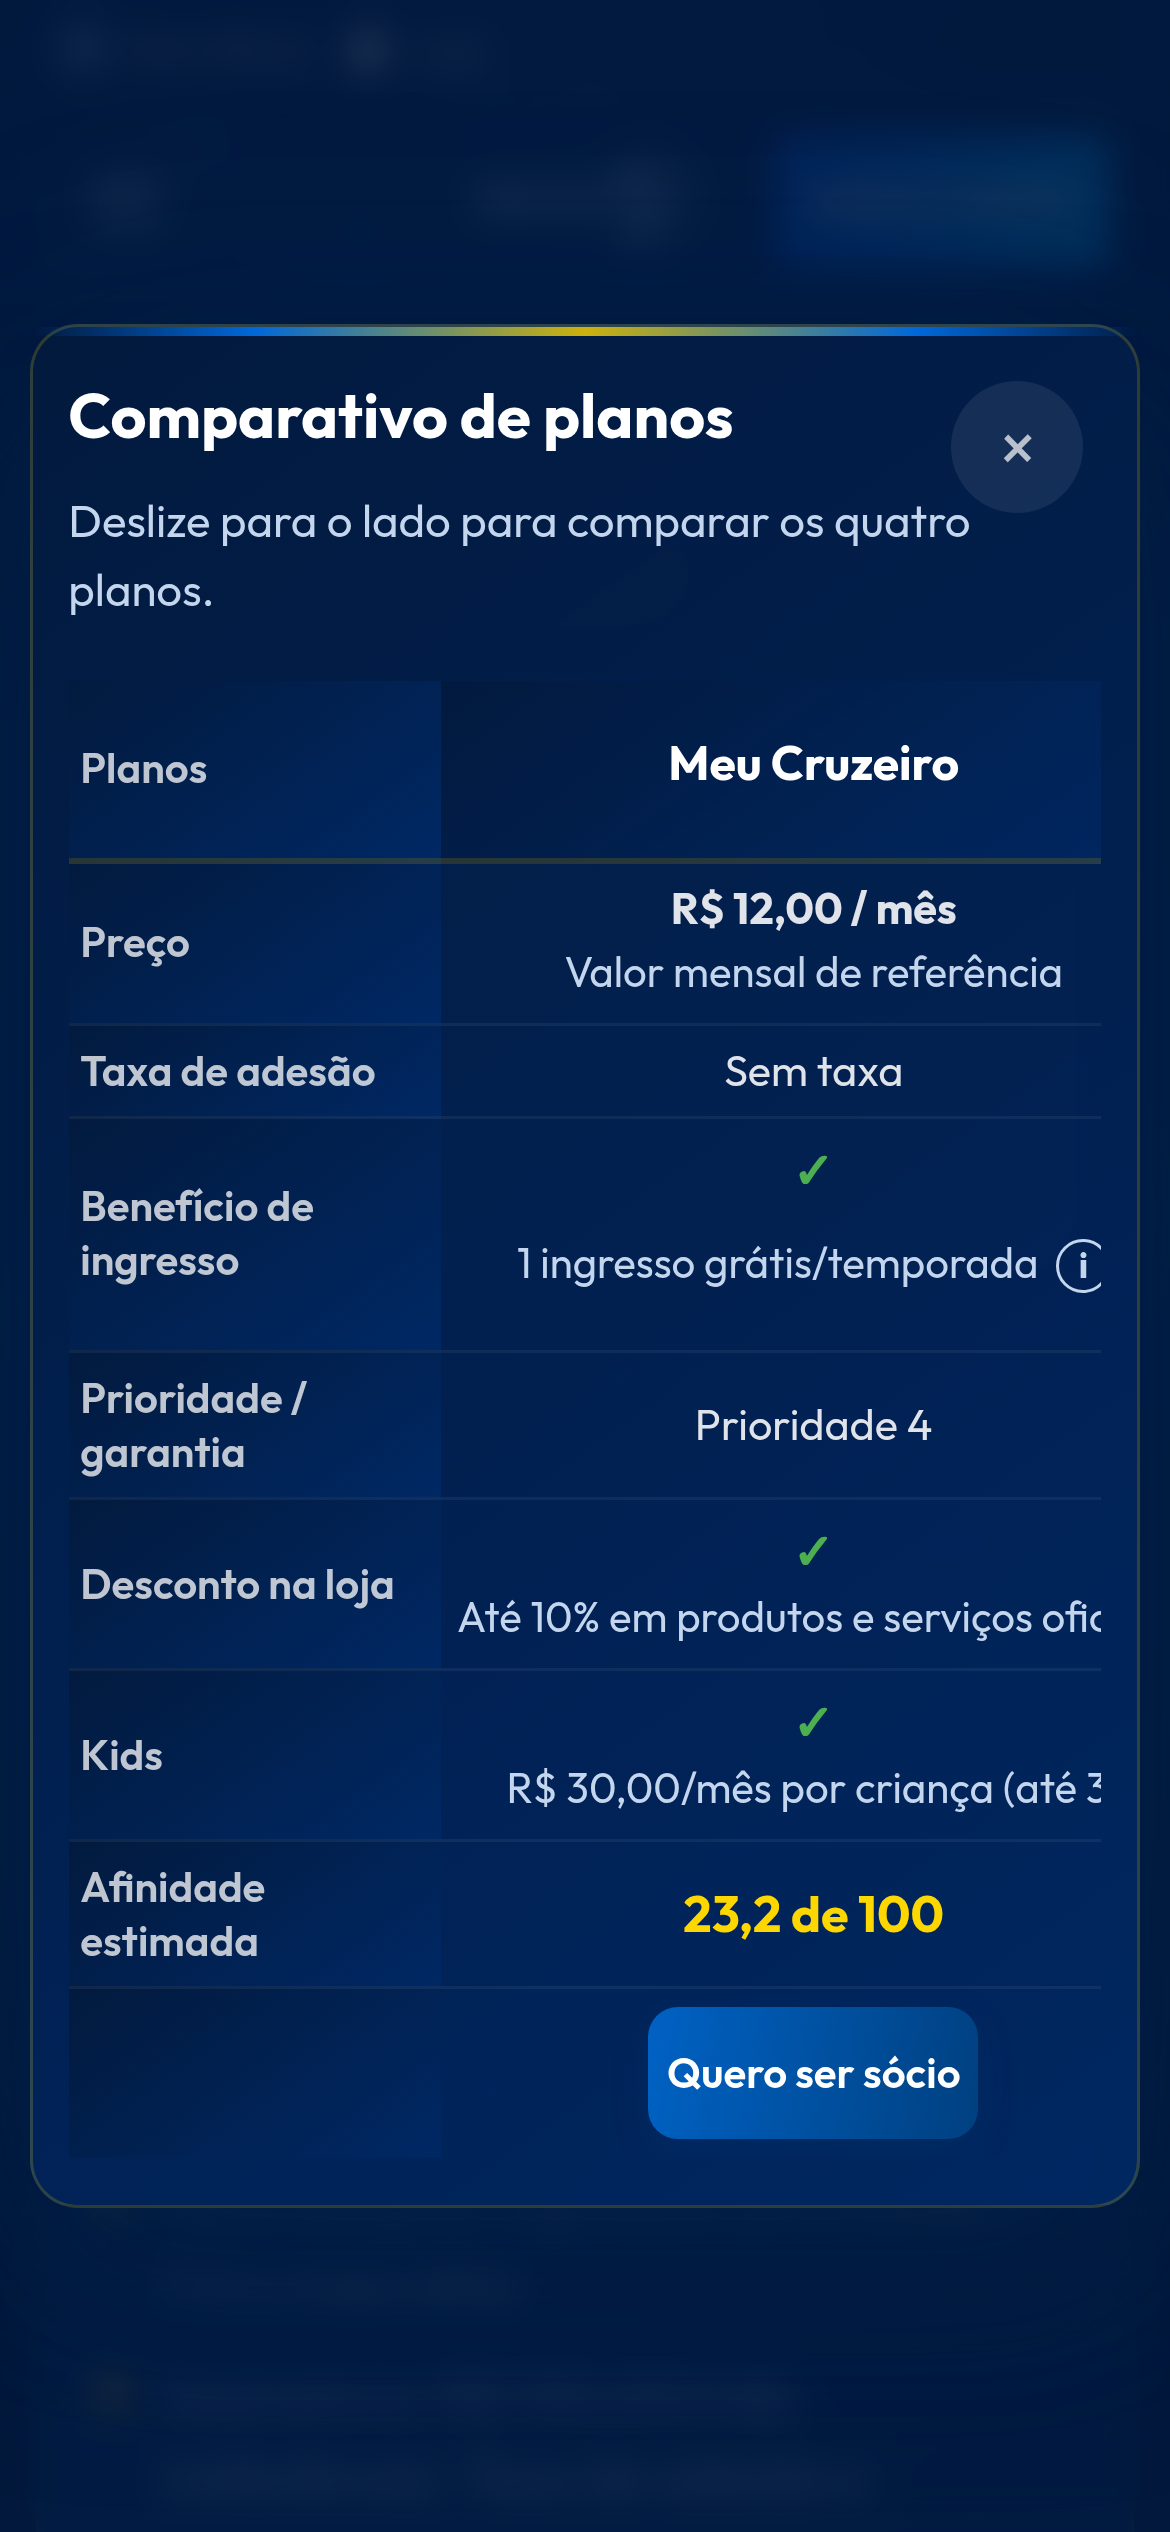 Comparativo de planos
×
Deslize para o lado para comparar os quatro
planos.
Planos
Meu Cruzeiro
Preço
R$ 12,00 / mês
Valor mensal de referência
Taxa de adesão
Sem taxa
Benefício de
ingresso
✓
1 ingresso grátis/temporada i
Prioridade /
garantia
Prioridade 4
Desconto na loja
✓
Até 10% em produtos e serviços
Kids
✓
R$ 30,00/mês por criança (até 3
Afinidade
estimada
23,2 de 100
Quero ser sócio